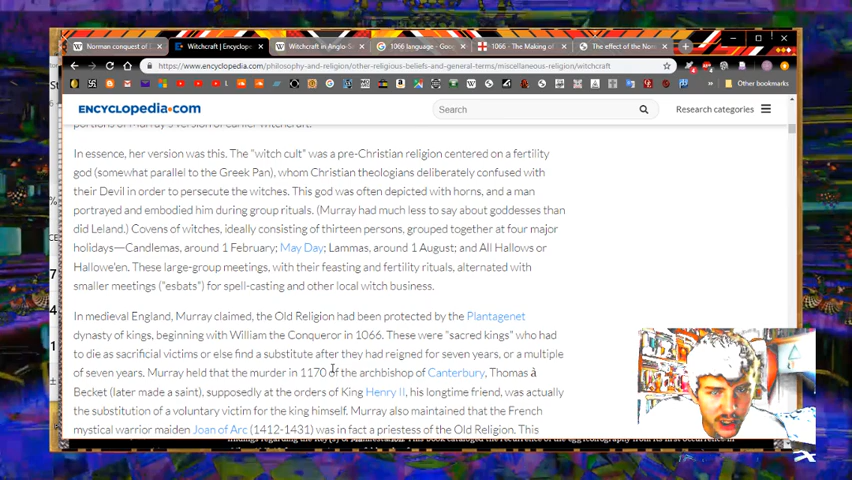 Norman conquest of
Witchcraft | Encyclope
Witchcraft in Anglo-S
1066 language - Goog
1066 - The Making of
The effect of the Nor
https://www.encyclopedia.com/philosophy-and-religion/other-religious-beliefs-and-general-terms/miscellaneous-religion/witchcraft
Other bookmarks
ENCYCLOPEDIA•COM
Search
Research categories
portions of Murray's version of earlier witchcraft.
In essence, her version was this. The "witch cult" was a pre-Christian religion centered on a fertility
god (somewhat parallel to the Greek Pan), whom Christian theologians deliberately confused with
their Devil in order to persecute the witches. This god was often depicted with horns, and a man
portrayed and embodied him during group rituals. (Murray had much less to say about goddesses than
did Leland.) Covens of witches, ideally consisting of thirteen persons, grouped together at four major
holidays—Candlemas, around 1 February; May Day; Lammas, around 1 August; and All Hallows or
Hallowe'en. These large-group meetings, with their feasting and fertility rituals, alternated with
smaller meetings ("esbats") for spell-casting and other local witch business.
In medieval England, Murray claimed, the Old Religion had been protected by the Plantagenet
dynasty of kings, beginning with William the Conqueror in 1066. These were "sacred kings" who had
to die as sacrificial victims or else find a substitute after they had reigned for seven years, or a multiple
of seven years. Murray held that the murder in 1170 of the archbishop of Canterbury, Thomas à
Becket (later made a saint), supposedly at the orders of King Henry II, his longtime friend, was actually
the substitution of a voluntary victim for the king himself. Murray also maintained that the French
mystical warrior maiden Joan of Arc (1412-1431) was in fact a priestess of the Old Religion. This